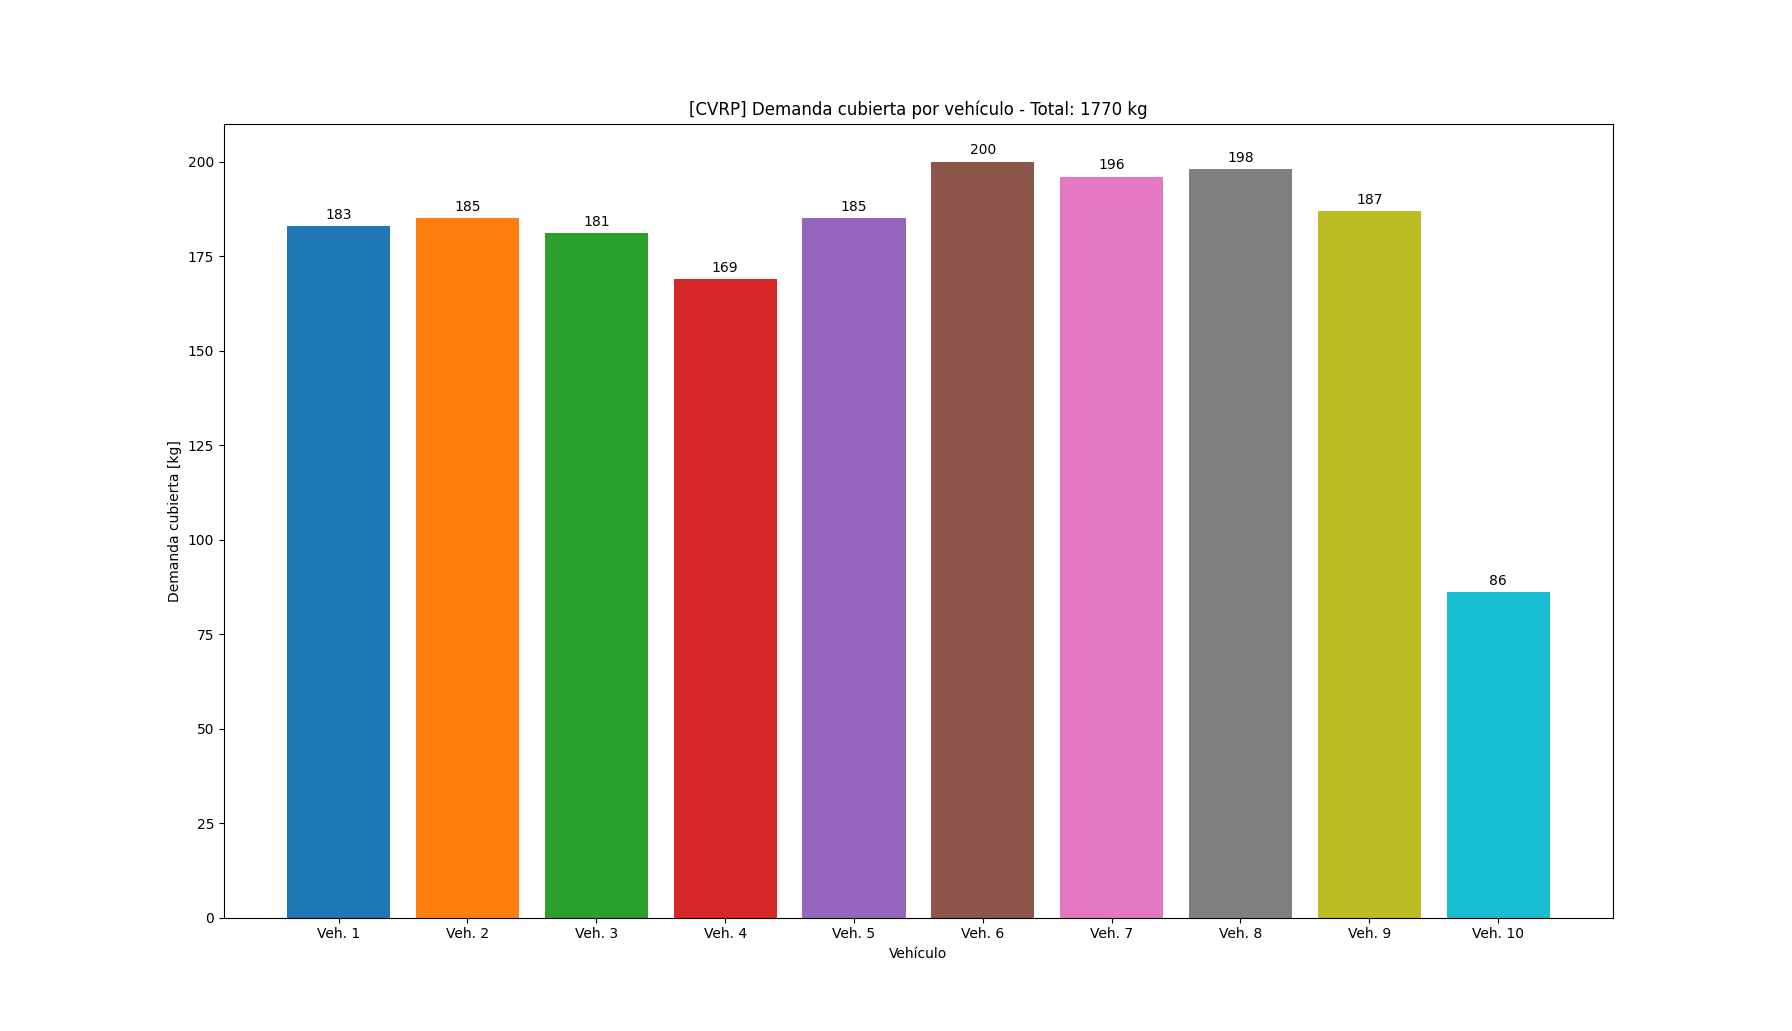 [CVRP] Demanda cubierta por vehículo - Total: 1770 kg
Demanda cubierta [kg]
200
175
150
125
100
75
50
25
0
183
185
181
169
185
200
196
198
187
86
Veh. 1
Veh. 2
Veh. 3
Veh. 4
Veh. 5
Veh. 6
Veh. 7
Veh. 8
Veh. 9
Veh. 10
Vehículo